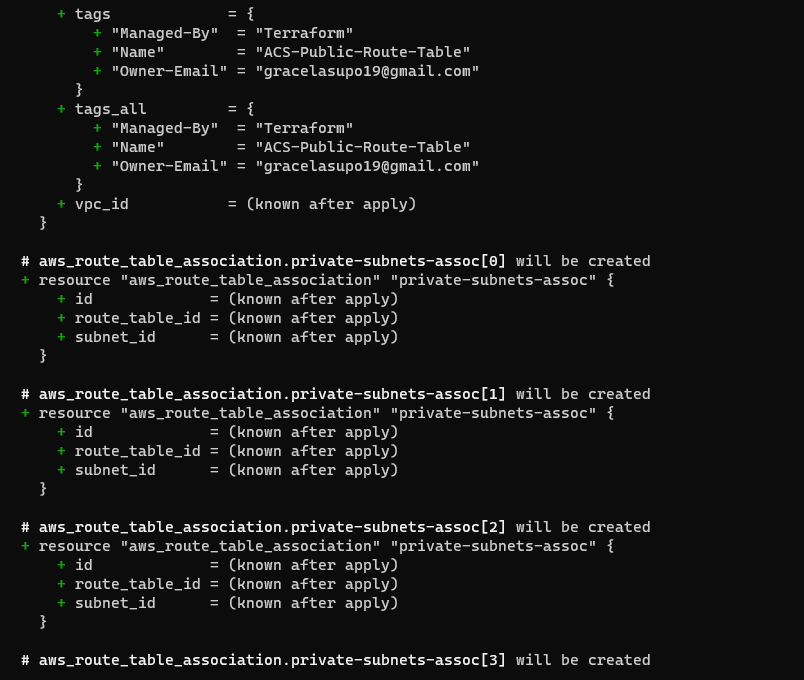 + tags             = {
+ "Managed-By"  = "Terraform"
+ "Name"        = "ACS-Public-Route-Table"
+ "Owner-Email" = "gracelasupo19@gmail.com"
}
+ tags_all         = {
+ "Managed-By"  = "Terraform"
+ "Name"        = "ACS-Public-Route-Table"
+ "Owner-Email" = "gracelasupo19@gmail.com"
}
+ vpc_id           = (known after apply)
}
# aws_route_table_association.private-subnets-assoc[0] will be created
+ resource "aws_route_table_association" "private-subnets-assoc" {
+ id             = (known after apply)
+ route_table_id = (known after apply)
+ subnet_id      = (known after apply)
}
# aws_route_table_association.private-subnets-assoc[1] will be created
+ resource "aws_route_table_association" "private-subnets-assoc" {
+ id             = (known after apply)
+ route_table_id = (known after apply)
+ subnet_id      = (known after apply)
}
# aws_route_table_association.private-subnets-assoc[2] will be created
+ resource "aws_route_table_association" "private-subnets-assoc" {
+ id             = (known after apply)
+ route_table_id = (known after apply)
+ subnet_id      = (known after apply)
}
# aws_route_table_association.private-subnets-assoc[3] will be created